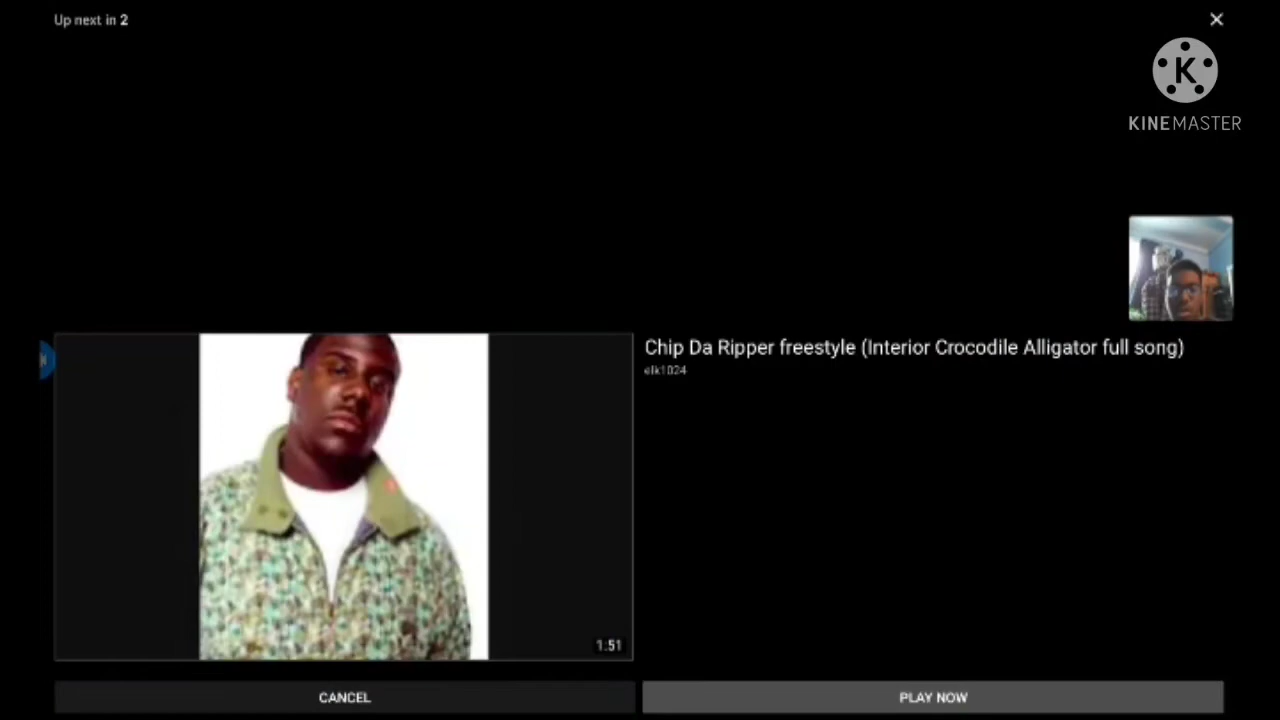 Up next in 2
KINEMASTER
Chip Da Ripper freestyle (Interior Crocodile Alligator full song)
elk1024
1:51
CANCEL
PLAY NOW